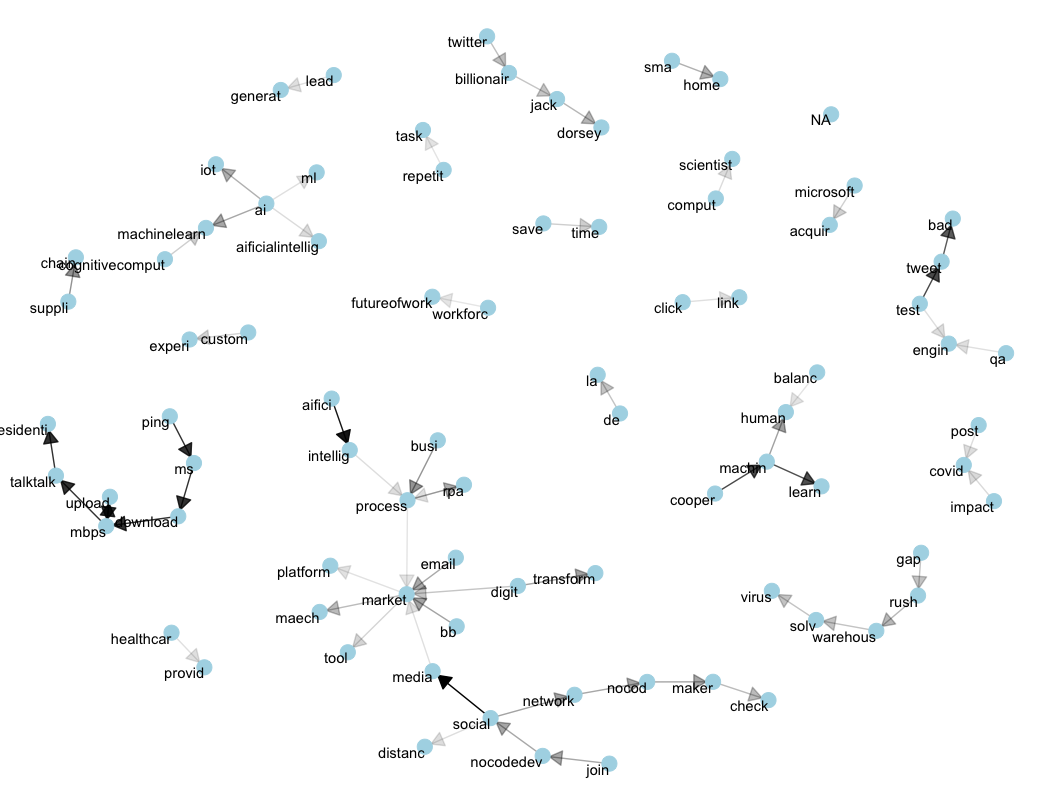 twitter
billionair
jack
dorsey
sma
home
lead
generat
NA
task
repetit
scientist
comput
microsoft
acquir
iot
ml
ai
machinelearn
aificialintellig
cognitivecomput
chain
suppli
save
time
bad
tweet
test
engin
qa
futureofwork
workforc
click
link
experi
custom
la
de
balanc
human
machin
learn
cooper
post
covid
impact
esidenti
talktalk
ping
ms
upload
mbps
download
aifici
intellig
busi
rpa
process
platform
email
market
digit
transform
maech
bb
tool
media
gap
rush
virus
solv
warehous
healthcar
provid
social
network
nocod
maker
check
distanc
nocodedev
join